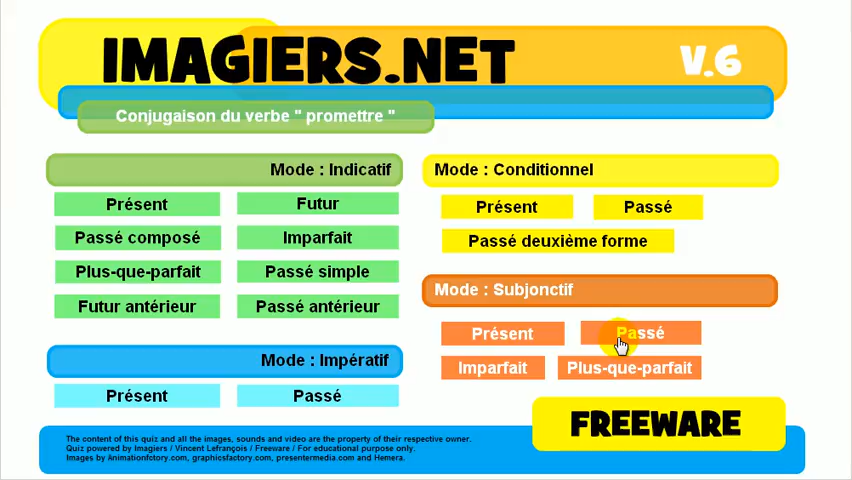 IMAGIERS.NET
V.6
Conjugaison du verbe " promettre "
Mode : Indicatif
Présent
Futur
Passé composé
Imparfait
Plus-que-parfait
Passé simple
Futur antérieur
Passé antérieur
Mode : Impératif
Présent
Passé
Mode : Conditionnel
Présent
Passé
Passé deuxième forme
Mode : Subjonctif
Présent
Passé
Imparfait
Plus-que-parfait
FREEWARE
The content of this quiz and all the images, sounds and video are the property of their respective owner.
Quiz powered by Imagiers / Vincent Lefrançois / Freeware / For educational purpose only.
Images by Animationfctory.com, graphicsfactory.com, presentermedia.com and Hemera.